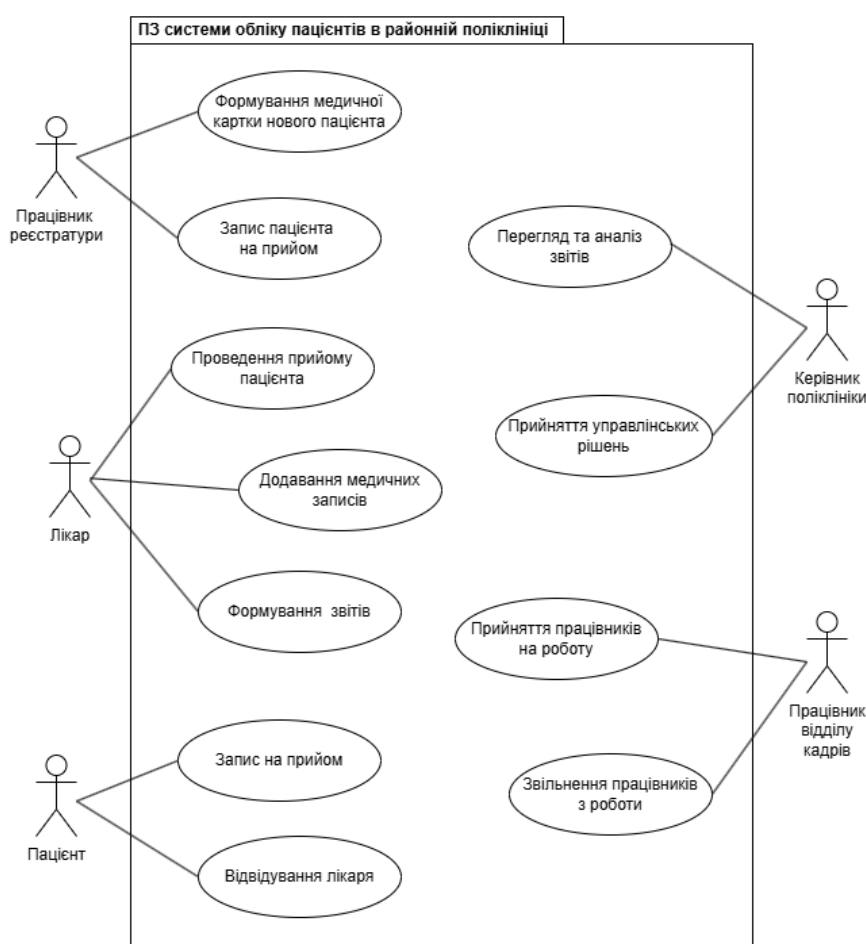 ПЗ системи обліку пацієнтів в районній поліклініці
Формування медичної
картки нового пацієнта
Працівник
реєстратури
Запис пацієнта
на прийом
Перегляд та аналіз
звітів
Проведення прийому
пацієнта
Керівник
поліклініки
Прийняття управлінських
рішень
Лікар
Додавання медичних
записів
Формування звітів
Прийняття працівників
на роботу
Працівник
відділу
кадрів
Запис на прийом
Звільнення працівників
з роботи
Пацієнт
Відвідування лікаря